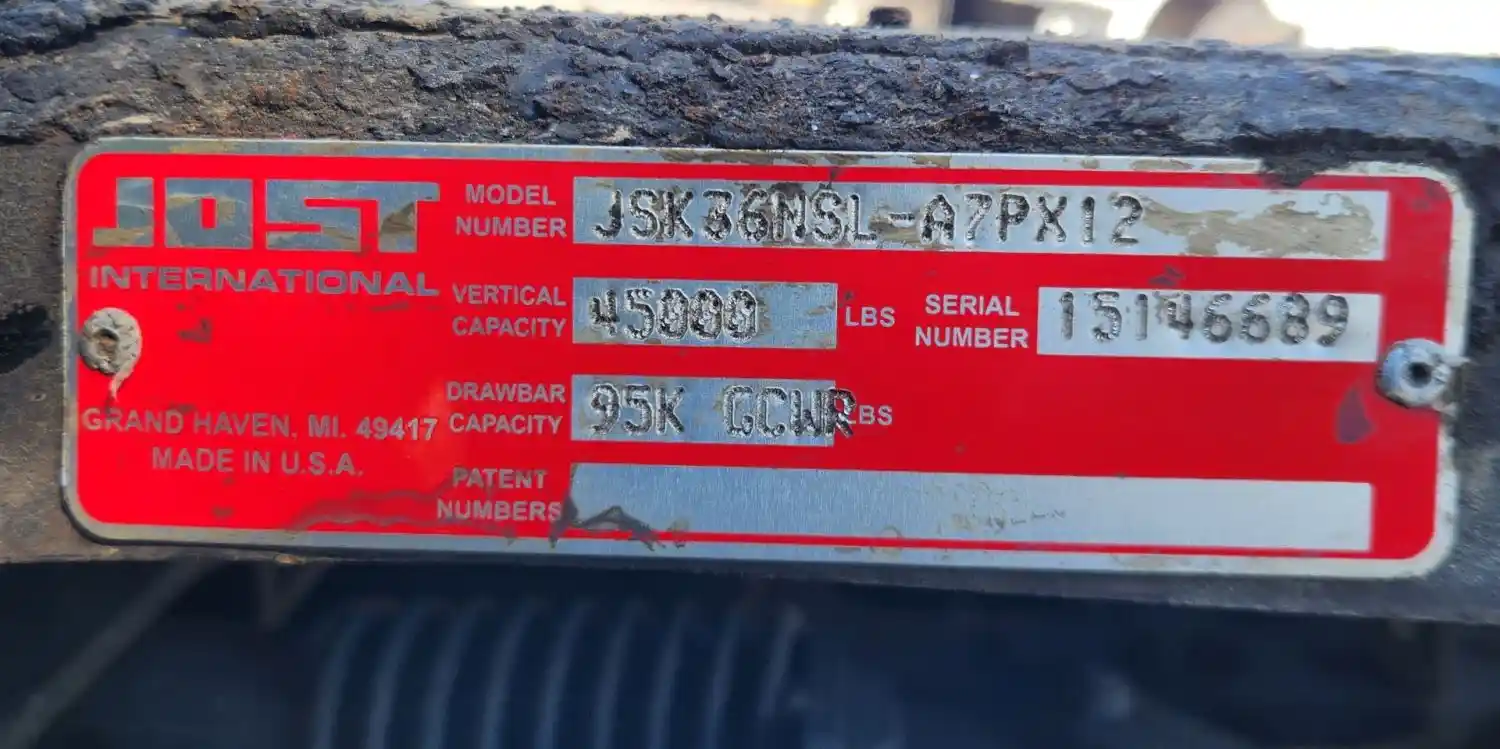 JOST
INTERNATIONAL
MODEL NUMBER JSK36NSL-A7PX12
VERTICAL CAPACITY 45000 LBS
SERIAL NUMBER 15146689
DRAWBAR CAPACITY 95K GCWR LBS
GRAND HAVEN, MI. 49417
MADE IN U.S.A.
PATENT NUMBERS